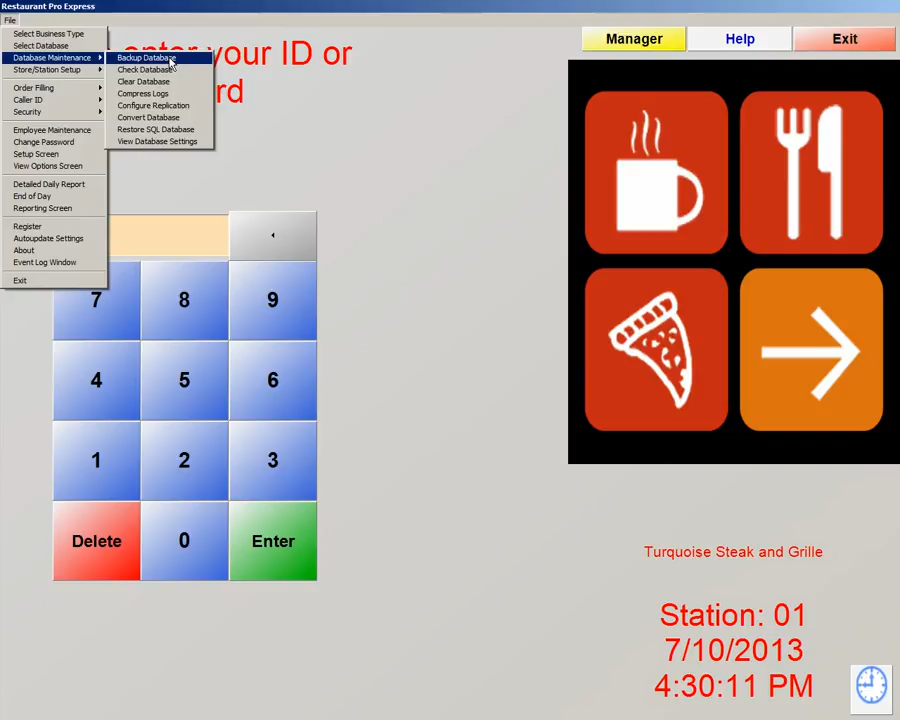 Restaurant Pro Express
File
Select Business Type
Select Database
Database Maintenance
Store/Station Setup
Order Filling
Caller ID
Security
Employee Maintenance
Change Password
Setup Screen
View Options Screen
Detailed Daily Report
End of Day
Reporting Screen
Register
Autoupdate Settings
About
Event Log Window
Exit
Backup Database
Check Database
Clear Database
Compress Logs
Configure Replication
Convert Database
Restore SQL Database
View Database Settings
enter your ID or
rd
Manager
Help
Exit
7
8
9
4
5
6
1
2
3
Delete
0
Enter
Turquoise Steak and Grille
Station: 01
7/10/2013
4:30:11 PM